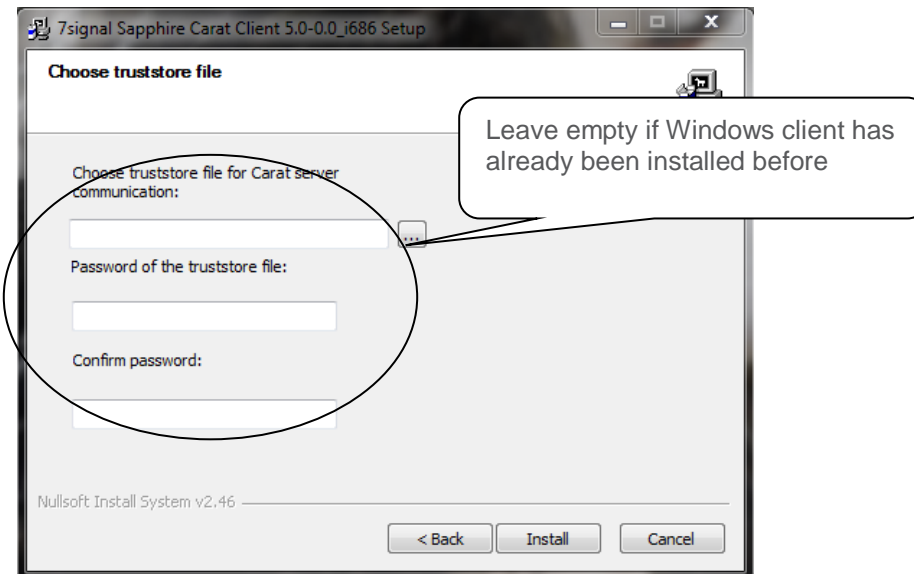 7signal Sapphire Carat Client 5.0-0.0_i686 Setup
X
Choose truststore file
Leave empty if Windows client has
already been installed before
Choose truststore file for Carat server
communication:
...
Password of the truststore file:
Confirm password:
Nullsoft Install System v2.46
< Back
Install
Cancel